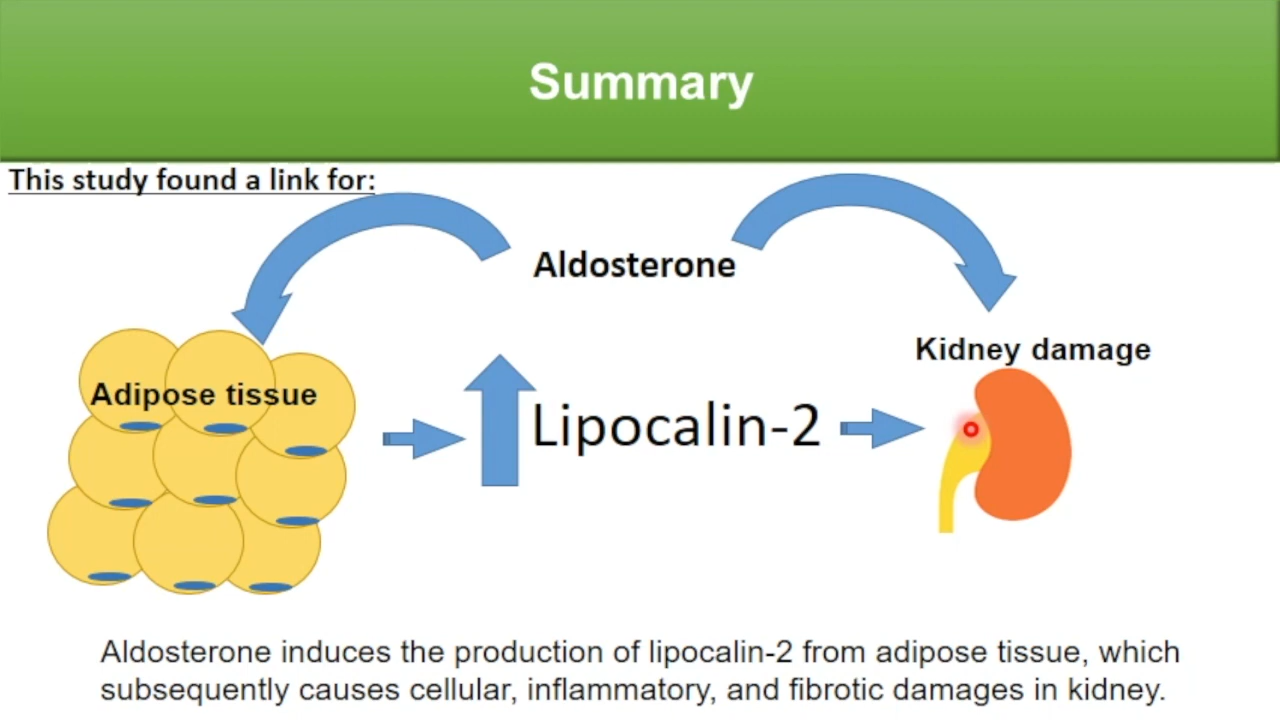 Summary
This study found a link for:
Aldosterone
Kidney damage
Adipose tissue
Lipocalin-2
Aldosterone induces the production of lipocalin-2 from adipose tissue, which
subsequently causes cellular, inflammatory, and fibrotic damages in kidney.